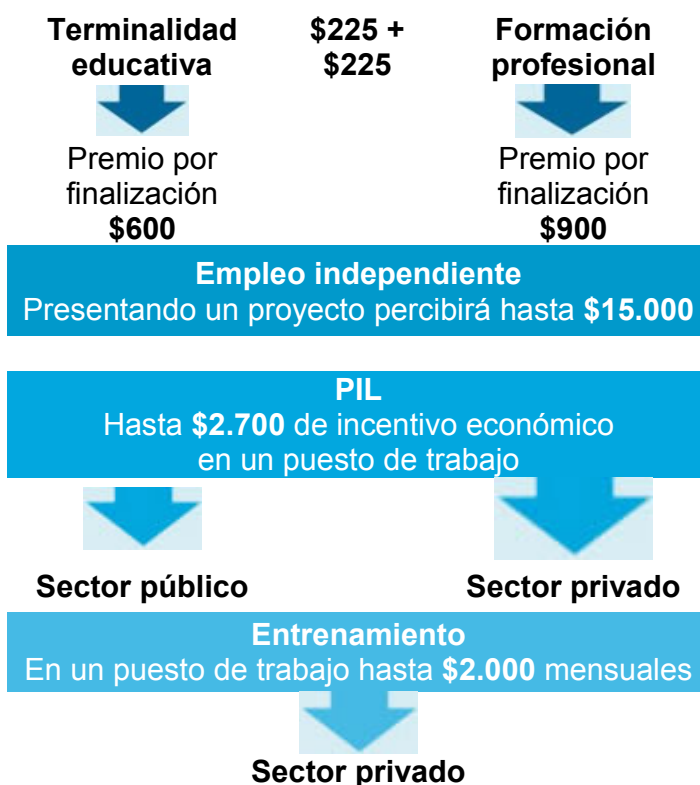 Terminalidad
educativa
$225 +
$225
Formación
profesional
Premio por
finalización
$600
Premio por
finalización
$900
Empleo independiente
Presentando un proyecto percibirá hasta $15.000
PIL
Hasta $2.700 de incentivo económico
en un puesto de trabajo
Sector público
Sector privado
Entrenamiento
En un puesto de trabajo hasta $2.000 mensuales
Sector privado